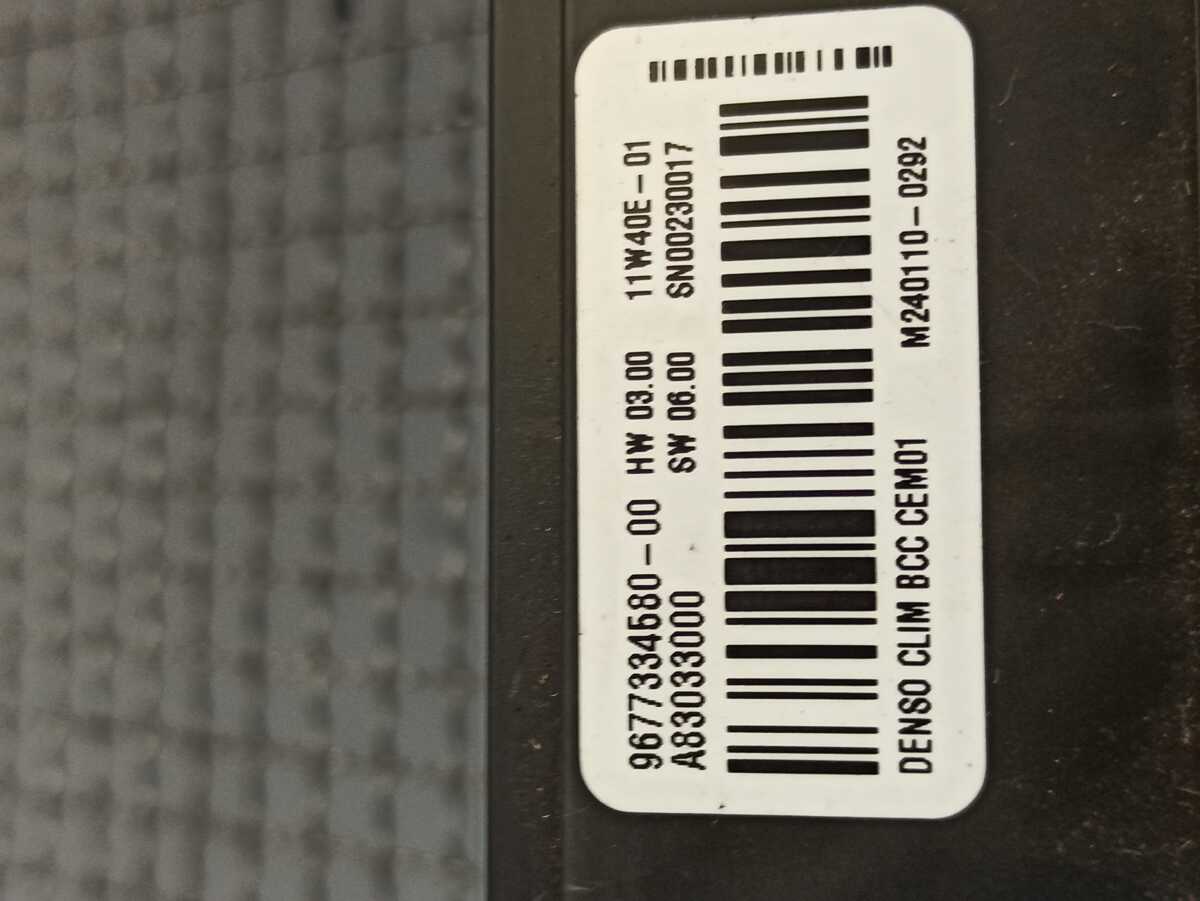 9677334580-00 HW 03.00 11W40E-01
A83033000 SW 06.00 SN00230017
DENSO CLIM BCC CEM01 M240110-0292